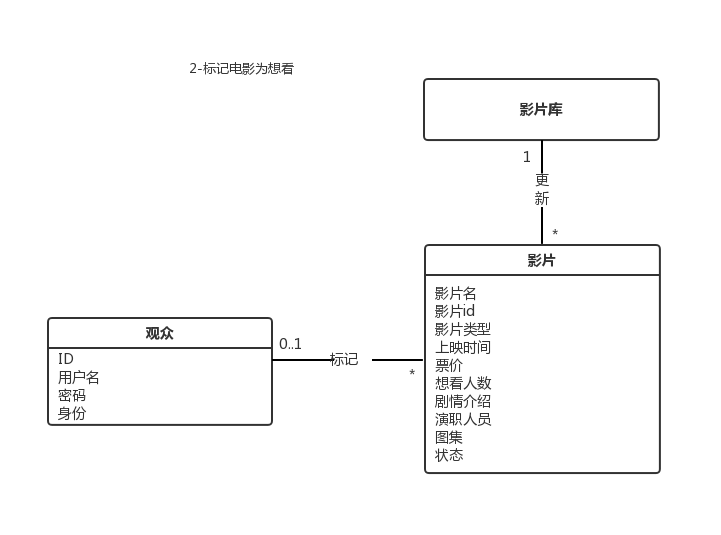 2-标记电影为想看
影片库
1
更
新
*
影片
影片名
影片id
影片类型
上映时间
票价
想看人数
剧情介绍
演职人员
图集
状态
观众
ID
用户名
密码
身份
0..1
标记
*